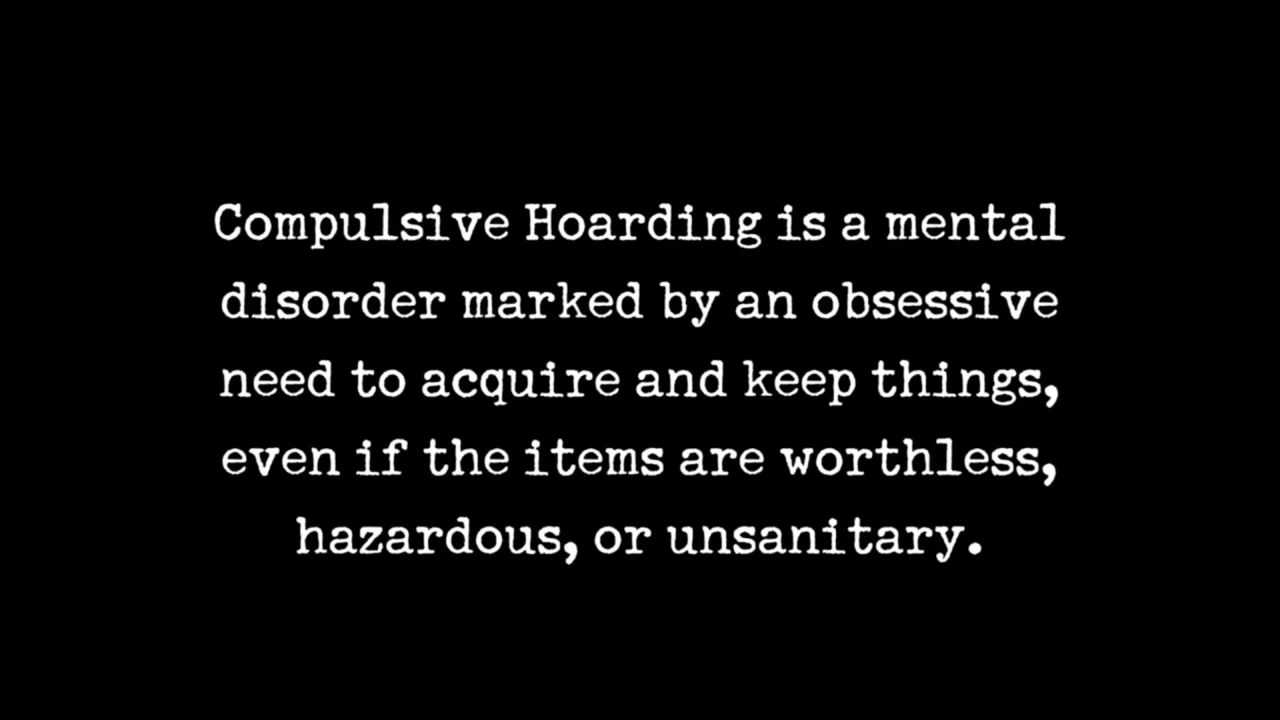 Compulsive Hoarding is a mental
disorder marked by an obsessive
need to acquire and keep things,
even if the items are worthless,
hazardous, or unsanitary.